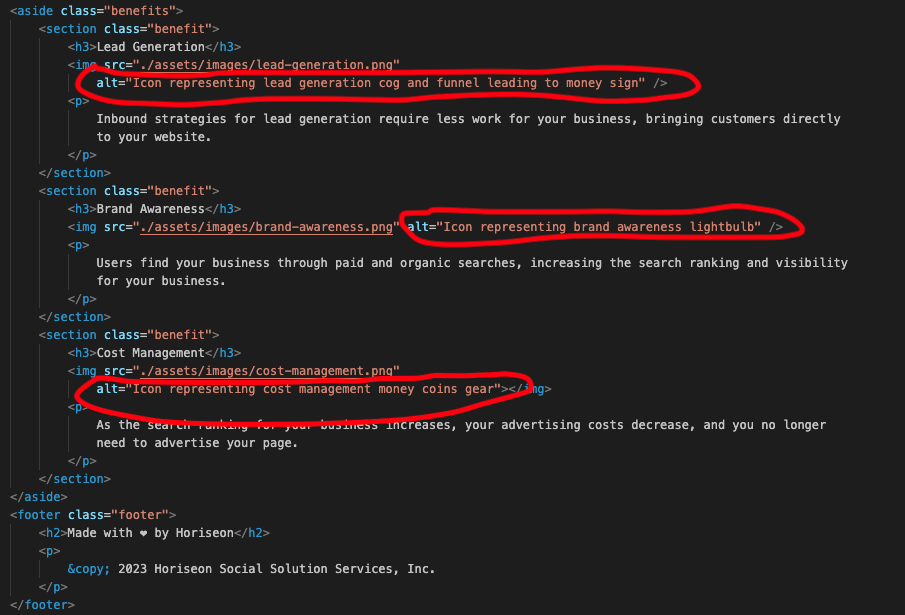 <aside class="benefits">
<section class="benefit">
<h3>Lead Generation</h3>
<img src="./assets/images/lead-generation.png"
alt="Icon representing lead generation cog and funnel leading to money sign" />
<p>
Inbound strategies for lead generation require less work for your business, bringing customers directly
to your website.
</p>
</section>
<section class="benefit">
<h3>Brand Awareness</h3>
<img src="./assets/images/brand-awareness.png" alt="Icon representing brand awareness lightbulb" />
<p>
Users find your business through paid and organic searches, increasing the search ranking and visibility
for your business.
</p>
</section>
<section class="benefit">
<h3>Cost Management</h3>
<img src="./assets/images/cost-management.png"
alt="Icon representing cost management money coins gear"></img>
<p>
As the search ranking for your business increases, your advertising costs decrease, and you no longer
need to advertise your page.
</p>
</section>
</aside>
<footer class="footer">
<h2>Made with ❤ by Horiseon</h2>
<p>
&copy; 2023 Horiseon Social Solution Services, Inc.
</p>
</footer>